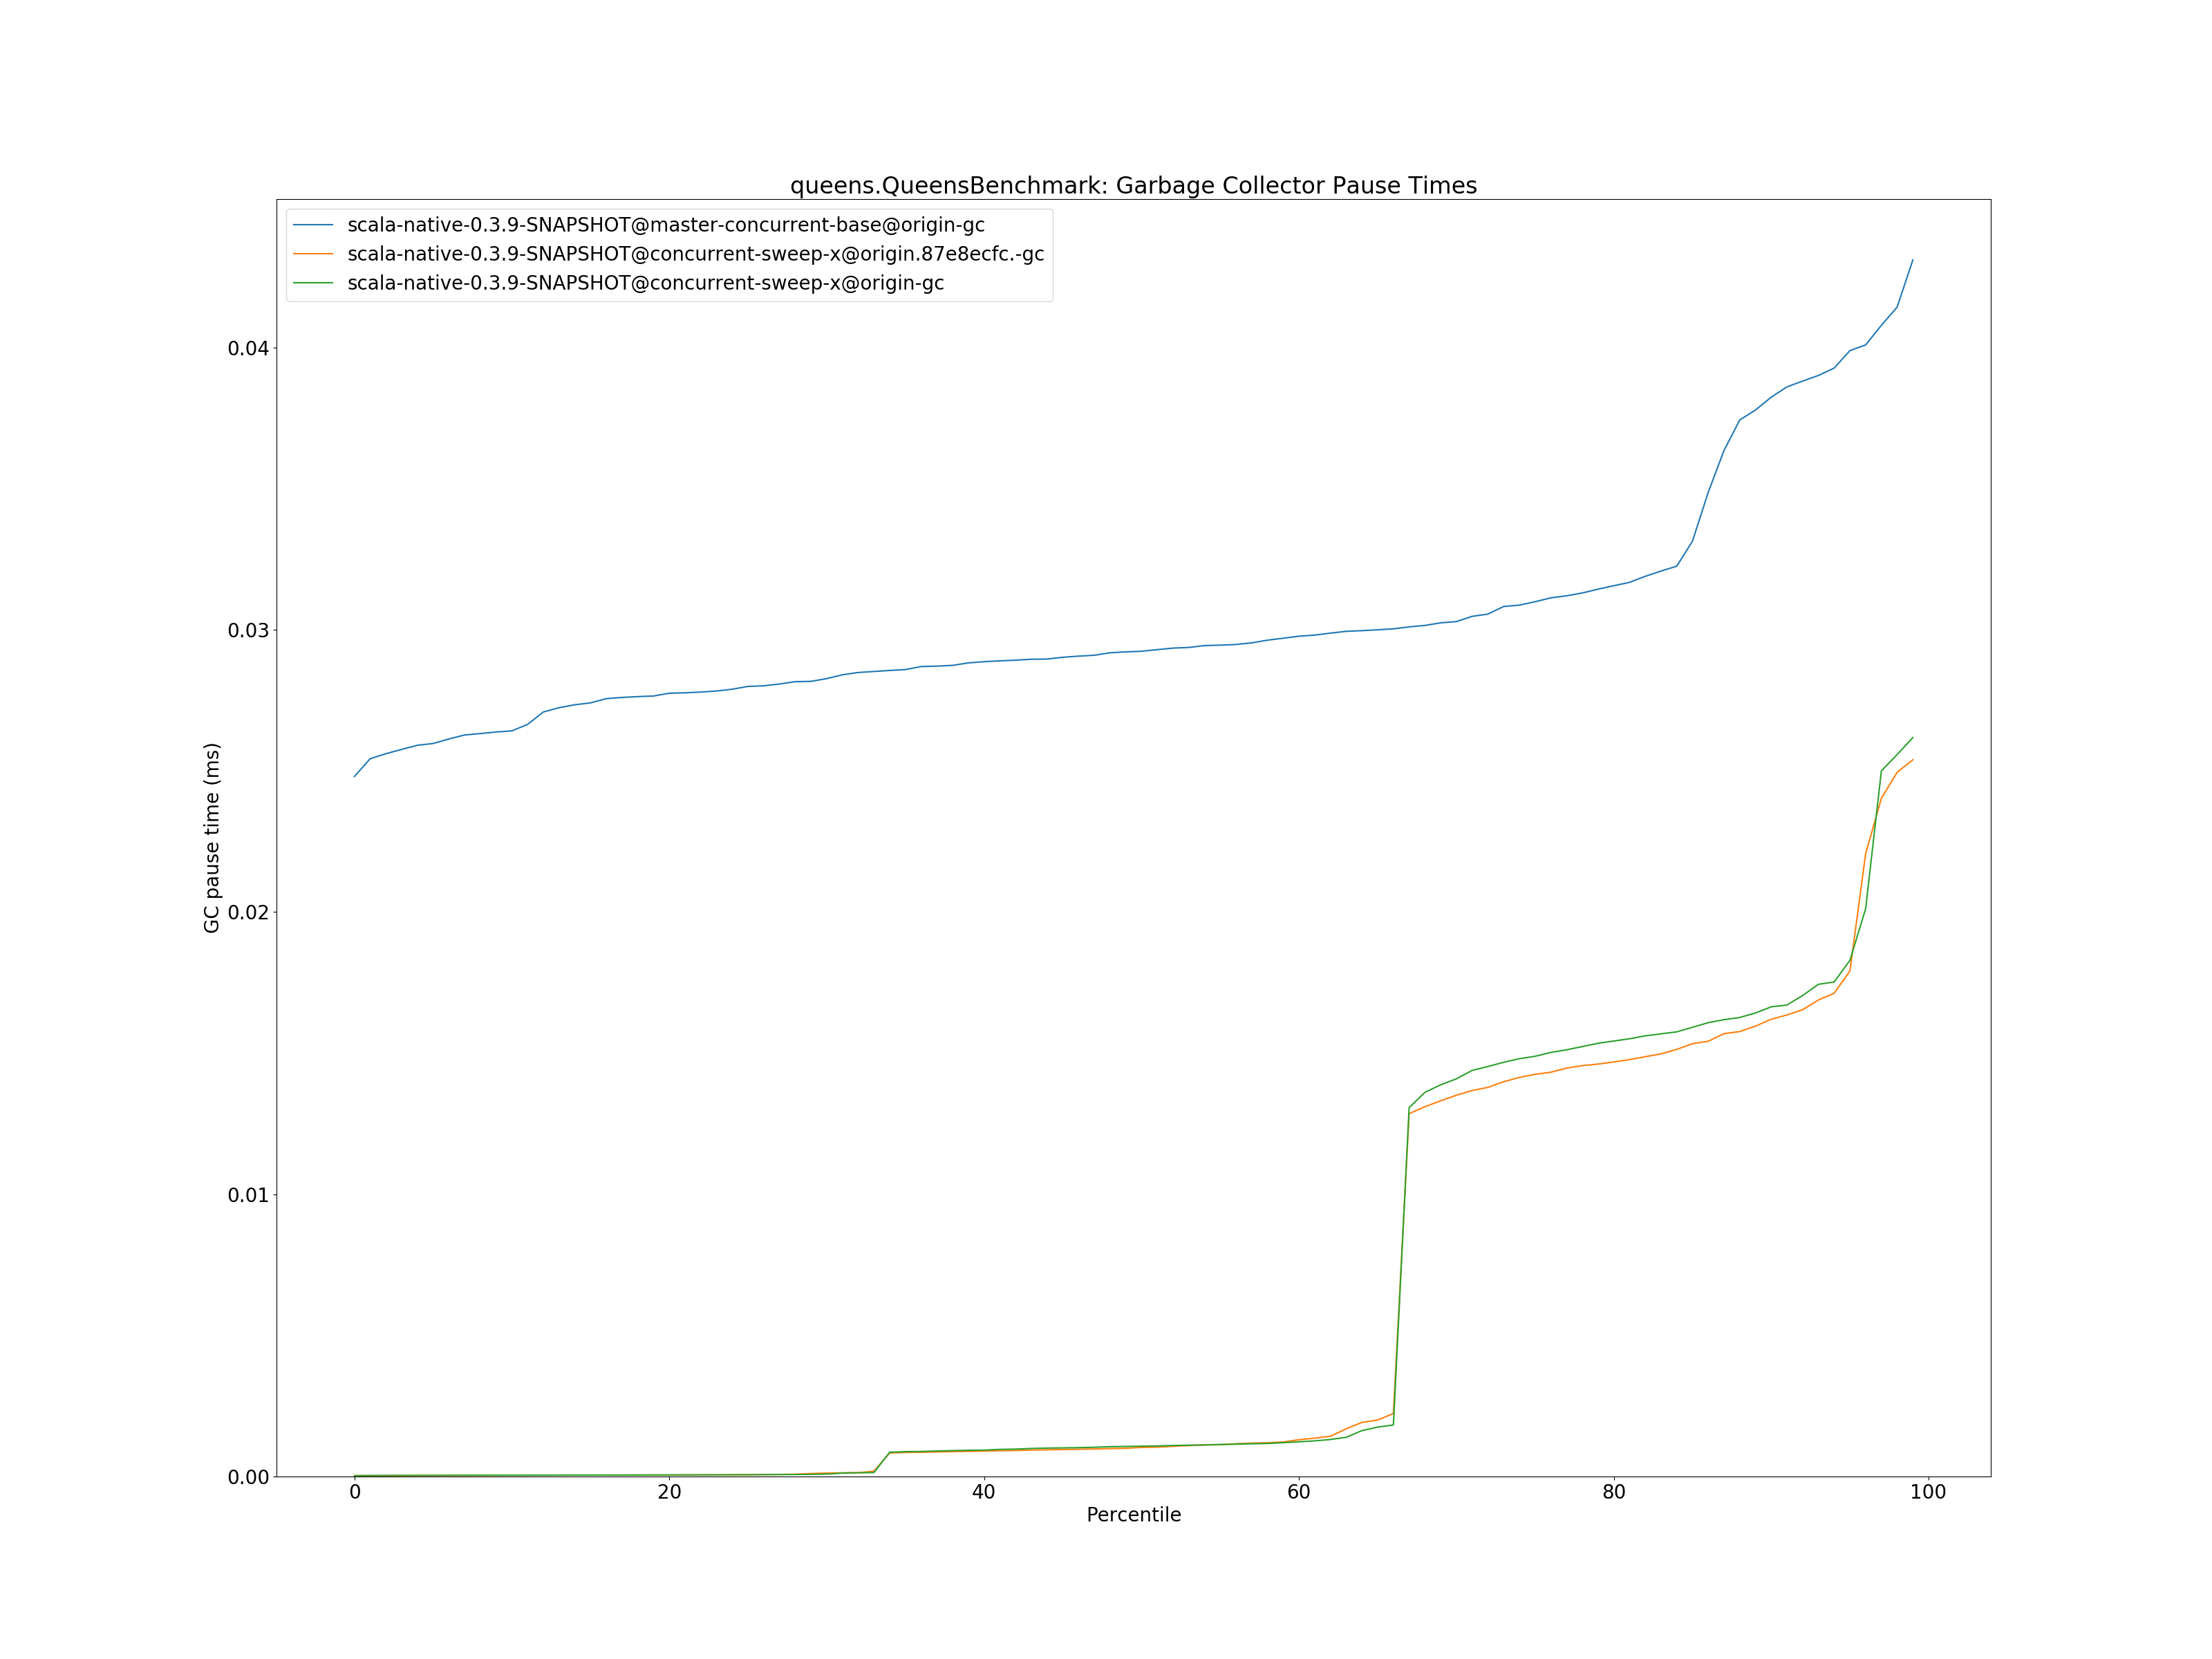 queens.QueensBenchmark: Garbage Collector Pause Times
scala-native-0.3.9-SNAPSHOT@master-concurrent-base@origin-gc
scala-native-0.3.9-SNAPSHOT@concurrent-sweep-x@origin.87e8ecfc.-gc
scala-native-0.3.9-SNAPSHOT@concurrent-sweep-x@origin-gc
0.04
0.03
0.02
0.01
0.00
GC pause time (ms)
0 20 40 60 80 100
Percentile